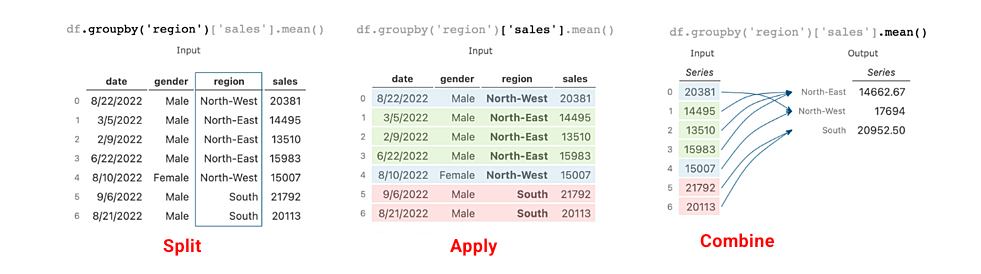 df.groupby('region')['sales'].mean()
Input
date gender region sales
0 8/22/2022 Male North-West 20381
1 3/5/2022 Male North-East 14495
2 2/9/2022 Male North-East 13510
3 6/22/2022 Male North-East 15983
4 8/10/2022 Female North-West 15007
5 9/6/2022 Male South 21792
6 8/21/2022 Male South 20113
Split
df.groupby('region')['sales'].mean()
Input
date gender region sales
0 8/22/2022 Male North-West 20381
1 3/5/2022 Male North-East 14495
2 2/9/2022 Male North-East 13510
3 6/22/2022 Male North-East 15983
4 8/10/2022 Female North-West 15007
5 9/6/2022 Male South 21792
6 8/21/2022 Male South 20113
Apply
df.groupby('region')['sales'].mean()
Input Output
Series Series
0 20381 North-East 14662.67
1 14495 North-West 17694
2 13510 South 20952.50
3 15983
4 15007
5 21792
6 20113
Combine